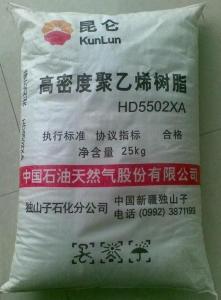 昆仑
KunLun
高密度聚乙烯树脂
HD5502XA
执行标准 协议指标 合格
净含量 25kg
中国石油天然气股份有限公司
独山子石化分公司
中国新疆独山子
电话 (0992) 3871199